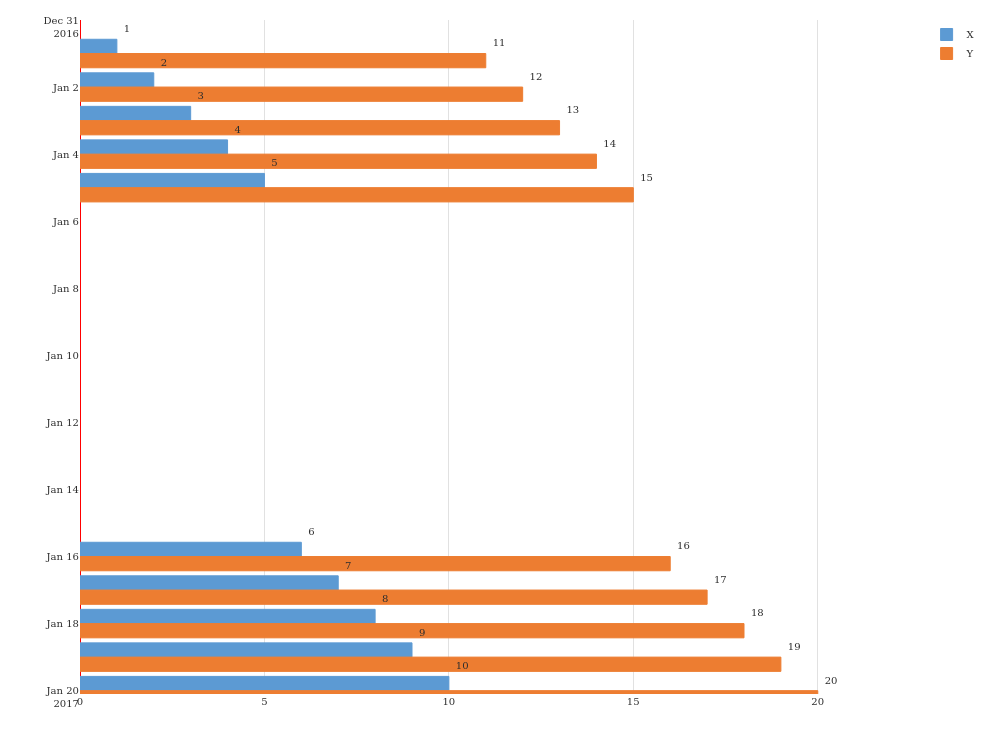 Dec 31
2016
1
X
11
Y
2
12
Jan 2
3
13
4
14
Jan 4
5
15
Jan 6
Jan 8
Jan 10
Jan 12
Jan 14
6
16
Jan 16
7
17
8
18
Jan 18
9
19
10
20
Jan 20
2017
0 5 10 15 20